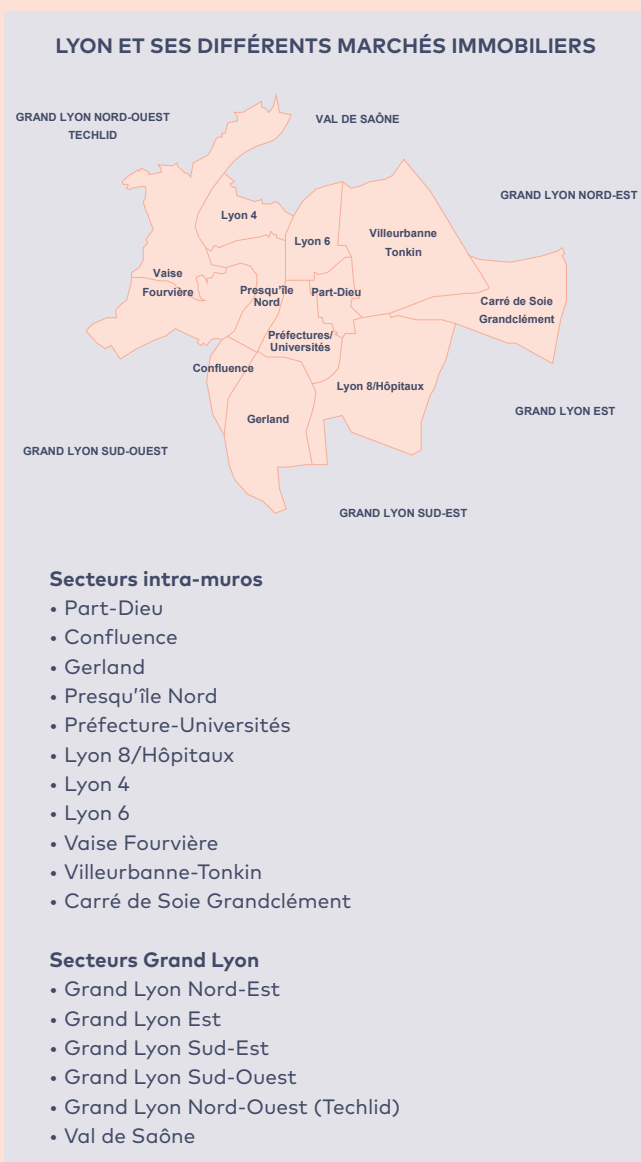 LYON ET SES DIFFÉRENTS MARCHÉS IMMOBILIERS
GRAND LYON NORD-OUEST
TECHLID
VAL DE SAÔNE
GRAND LYON NORD-EST
Lyon 4
Lyon 6
Villeurbanne
Tonkin
Vaise
Fourvière
Presqu'île
Nord
Part-Dieu
Carré de Soie
Grandclément
Préfectures/
Universités
Confluence
Lyon 8/Hôpitaux
Gerland
GRAND LYON EST
GRAND LYON SUD-OUEST
GRAND LYON SUD-EST
Secteurs intra-muros
• Part-Dieu
• Confluence
• Gerland
• Presqu'île Nord
• Préfecture-Universités
• Lyon 8/Hôpitaux
• Lyon 4
• Lyon 6
• Vaise Fourvière
• Villeurbanne-Tonkin
• Carré de Soie Grandclément
Secteurs Grand Lyon
• Grand Lyon Nord-Est
• Grand Lyon Est
• Grand Lyon Sud-Est
• Grand Lyon Sud-Ouest
• Grand Lyon Nord-Ouest (Techlid)
• Val de Saône